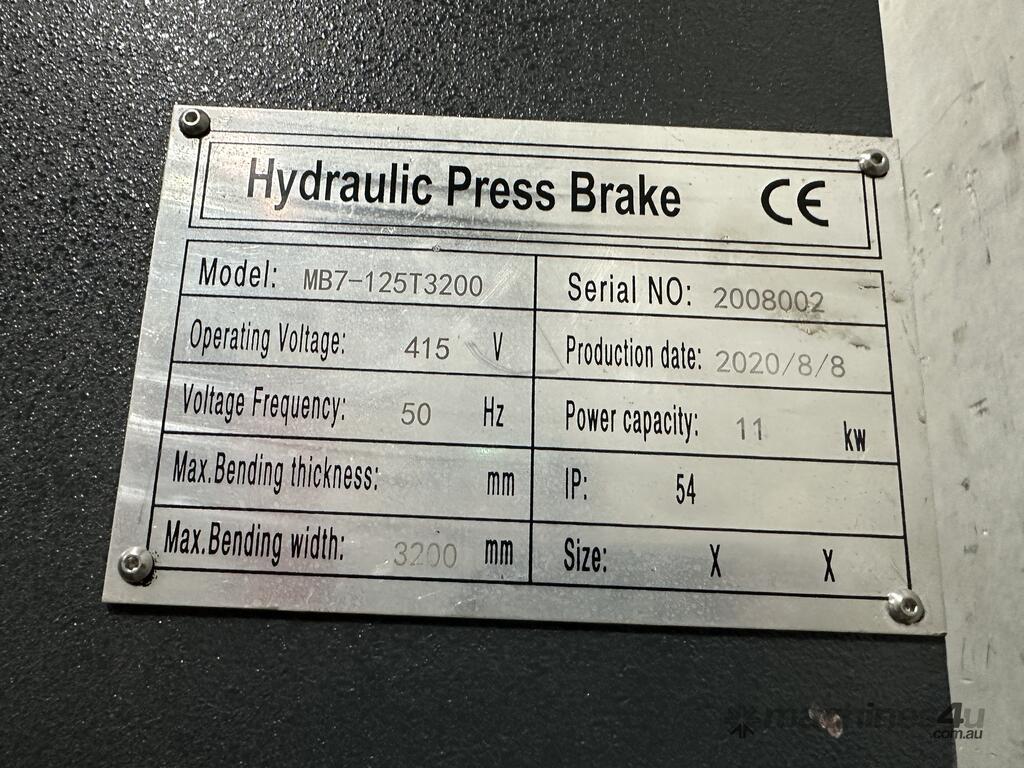 Hydraulic Press Brake CE
Model: MB7-125T3200 Serial NO: 2008002
Operating Voltage: 415 V Production date: 2020/8/8
Voltage Frequency: 50 Hz Power capacity: 11 kw
Max.Bending thickness: mm IP: 54
Max.Bending width: 3200 mm Size: X X
machines4u
.com.au